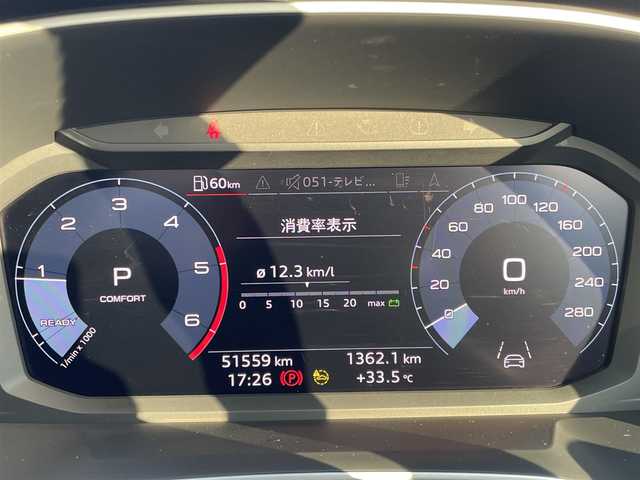 60km
051-テレビ...
消費率表示
ø 12.3 km/l
0 5 10 15 20 max
1 2 3 4 5 6
P
COMFORT
READY
1/min x 1000
0 20 40 60 80 100 120 160 200 240 280
0
km/h
51559 km
1362.1 km
17:26
+33.5 °C